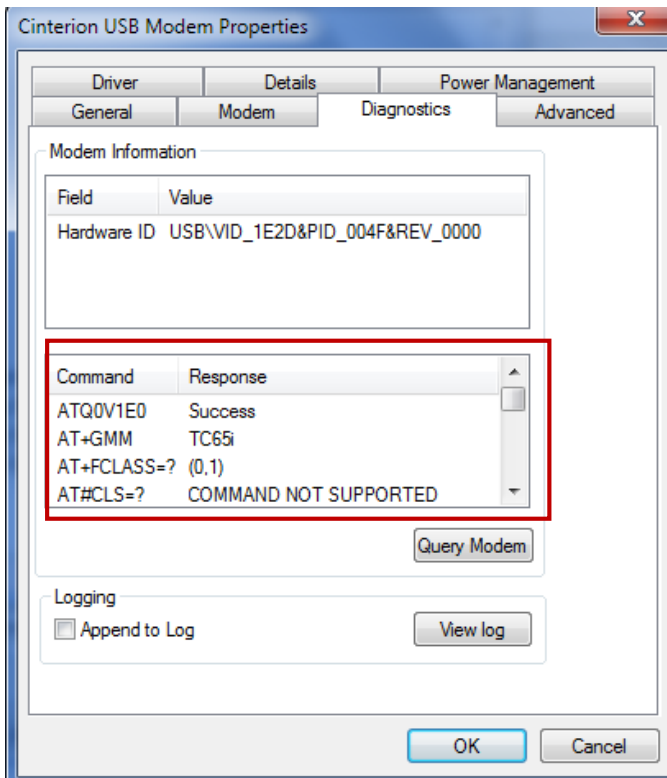 Cinterion USB Modem Properties
Driver Details Power Management
General Modem Diagnostics Advanced
Modem Information
Field Value
Hardware ID USB\VID_1E2D&PID_004F&REV_0000
Command Response
ATQ0V1E0 Success
AT+GMM TC65i
AT+FCLASS=? (0,1)
AT#CLS=? COMMAND NOT SUPPORTED
Query Modem
Logging
Append to Log View log
OK Cancel